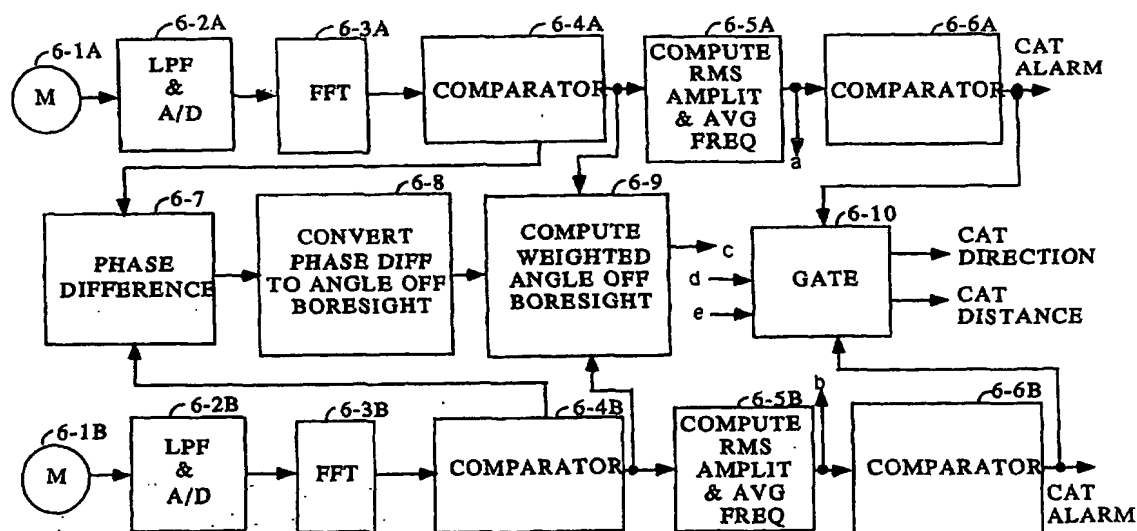 6-1A
M
6-2A
LPF
&
A/D
6-3A
FFT
6-4A
COMPARATOR
6-5A
COMPUTE
RMS
AMPLIT
& AVG
FREQ
a
6-6A
COMPARATOR
CAT
ALARM
6-7
PHASE
DIFFERENCE
6-8
CONVERT
PHASE DIFF
TO ANGLE OFF
BORESIGHT
6-9
COMPUTE
WEIGHTED
ANGLE OFF
BORESIGHT
c
d
e
6-10
GATE
CAT
DIRECTION
CAT
DISTANCE
6-1B
M
6-2B
LPF
&
A/D
6-3B
FFT
6-4B
COMPARATOR
6-5B
COMPUTE
RMS
AMPLIT
& AVG
FREQ
b
6-6B
COMPARATOR
CAT
ALARM